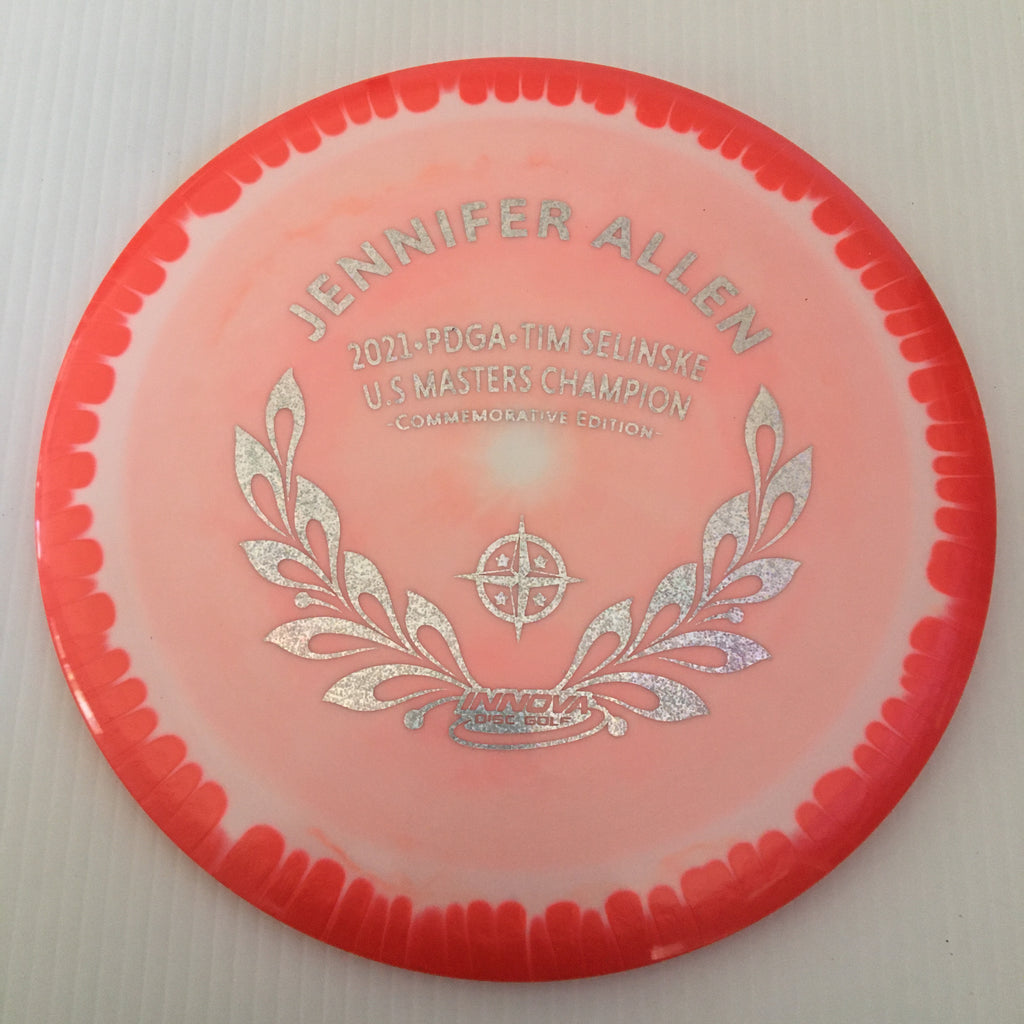 JENNIFER ALLEN
2021•PDGA•TIM SELINSKE
U.S MASTERS CHAMPION
-COMMEMORATIVE EDITION-
INNOVA
DISC GOLF